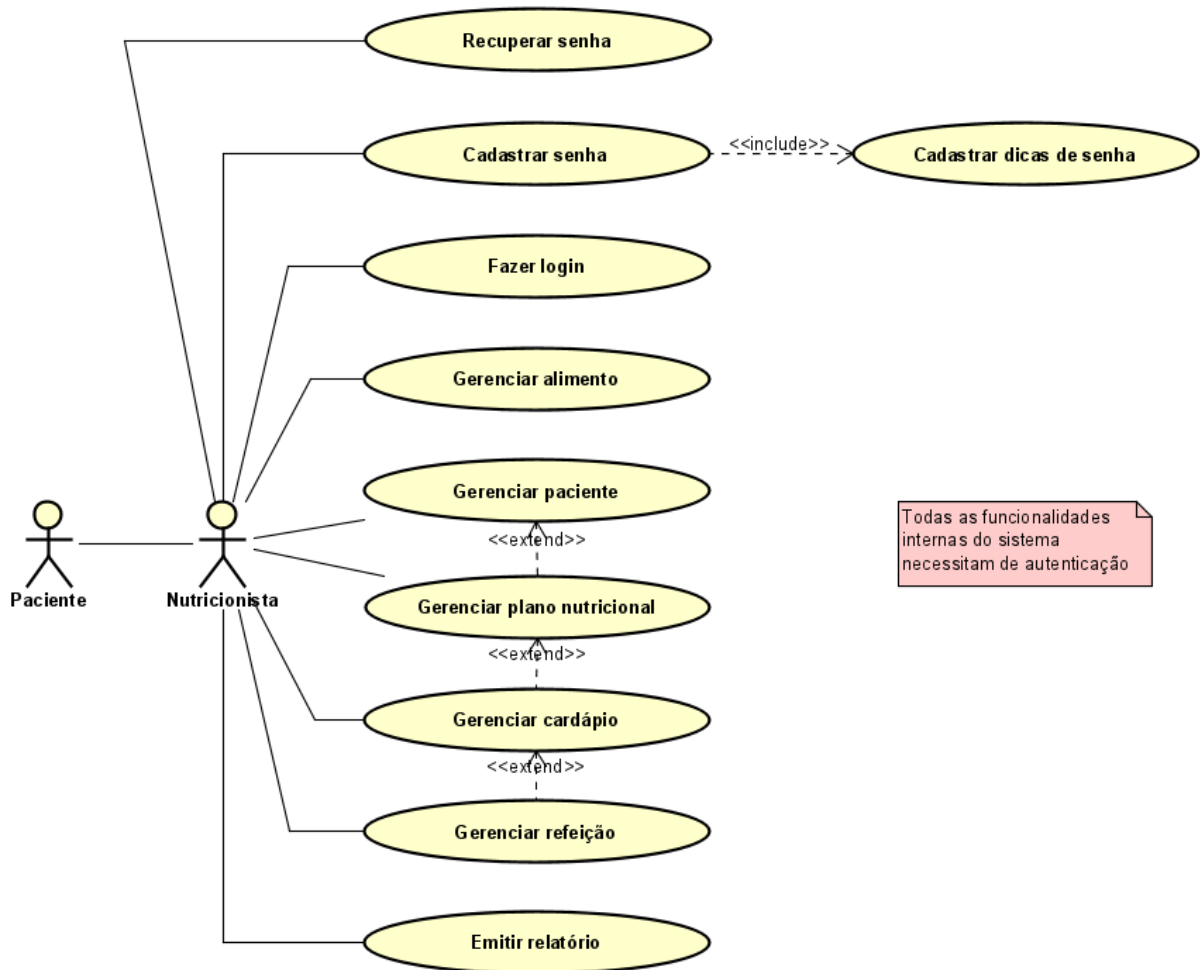 Recuperar senha
Cadastrar senha
<<include>>
Cadastrar dicas de senha
Fazer login
Gerenciar alimento
Gerenciar paciente
<<extend>>
Todas as funcionalidades
internas do sistema
necessitam de autenticação
Paciente
Nutricionista
Gerenciar plano nutricional
<<extend>>
Gerenciar cardápio
<<extend>>
Gerenciar refeição
Emitir relatório